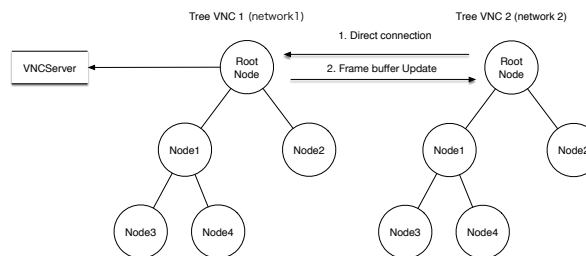 Tree VNC 1 (network1)
Tree VNC 2 (network 2)
1. Direct connection
VNCServer
Root
Node
2. Frame buffer Update
Root
Node
Node1
Node2
Node1
Node2
Node3
Node4
Node3
Node4